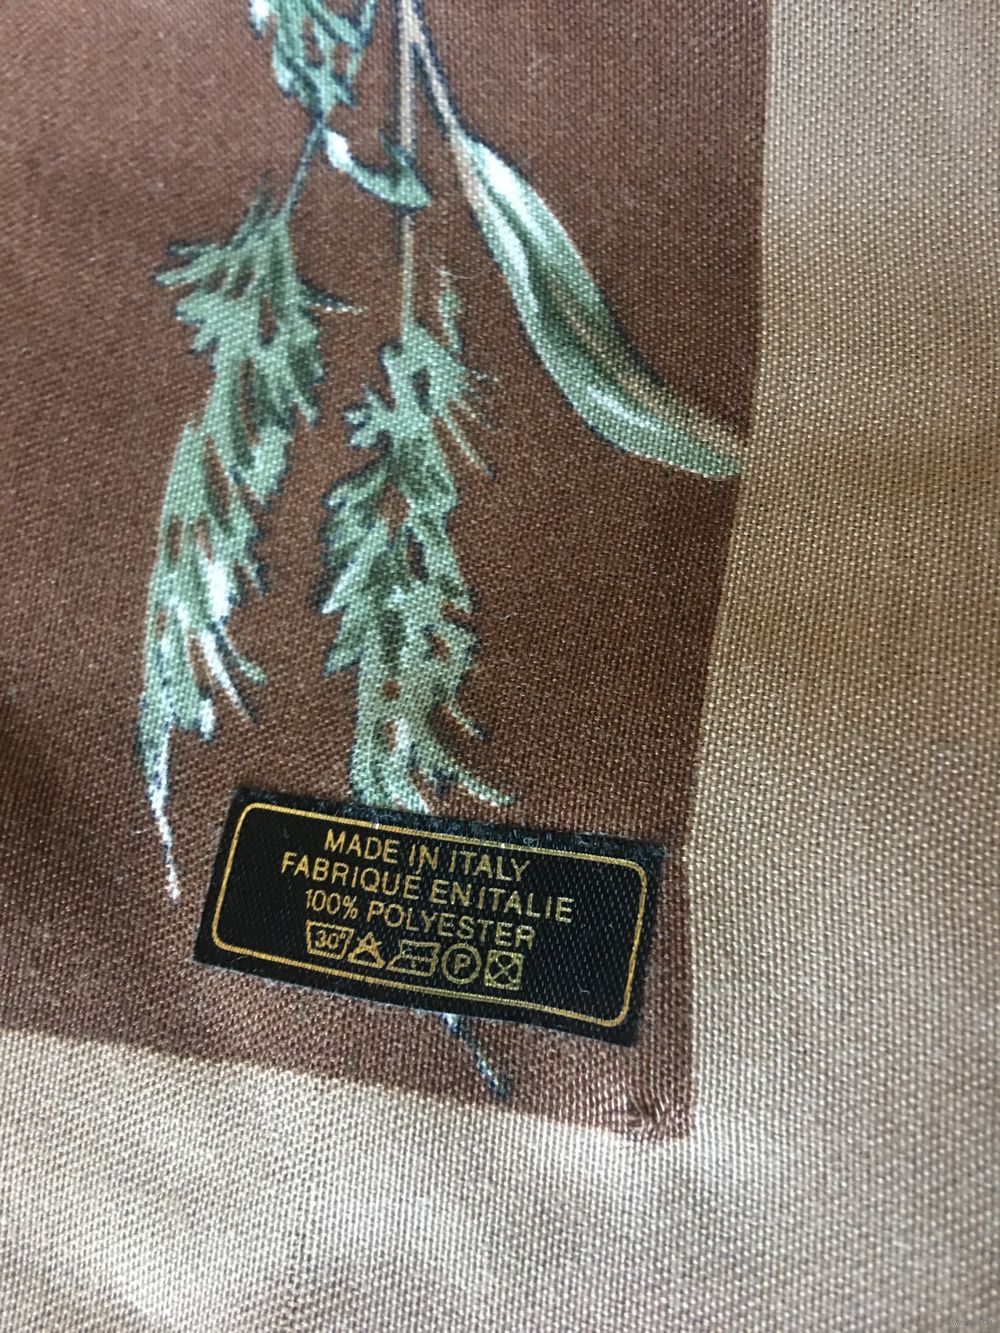 MADE IN ITALY
FABRIQUE EN ITALIE
100% POLYESTER
30° P